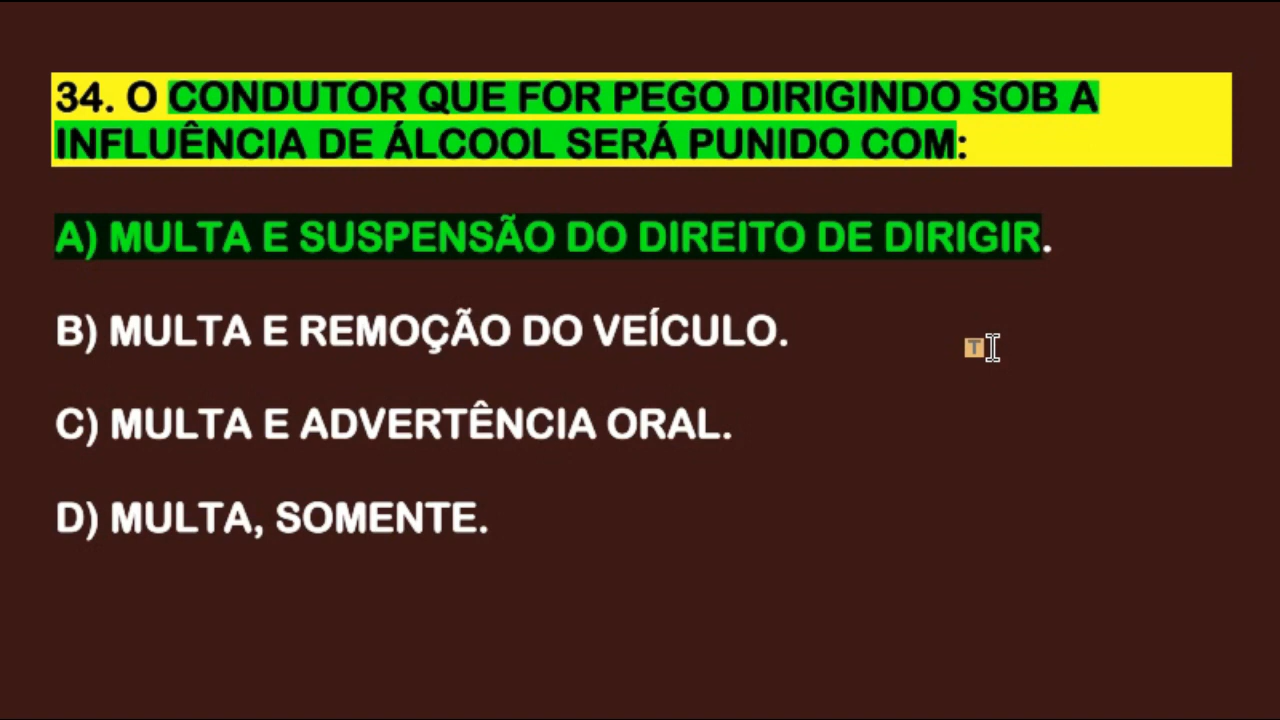 34. O CONDUTOR QUE FOR PEGO DIRIGINDO SOB A
INFLUÊNCIA DE ÁLCOOL SERÁ PUNIDO COM:
A) MULTA E SUSPENSÃO DO DIREITO DE DIRIGIR.
B) MULTA E REMOÇÃO DO VEÍCULO.
T
C) MULTA E ADVERTÊNCIA ORAL.
D) MULTA, SOMENTE.